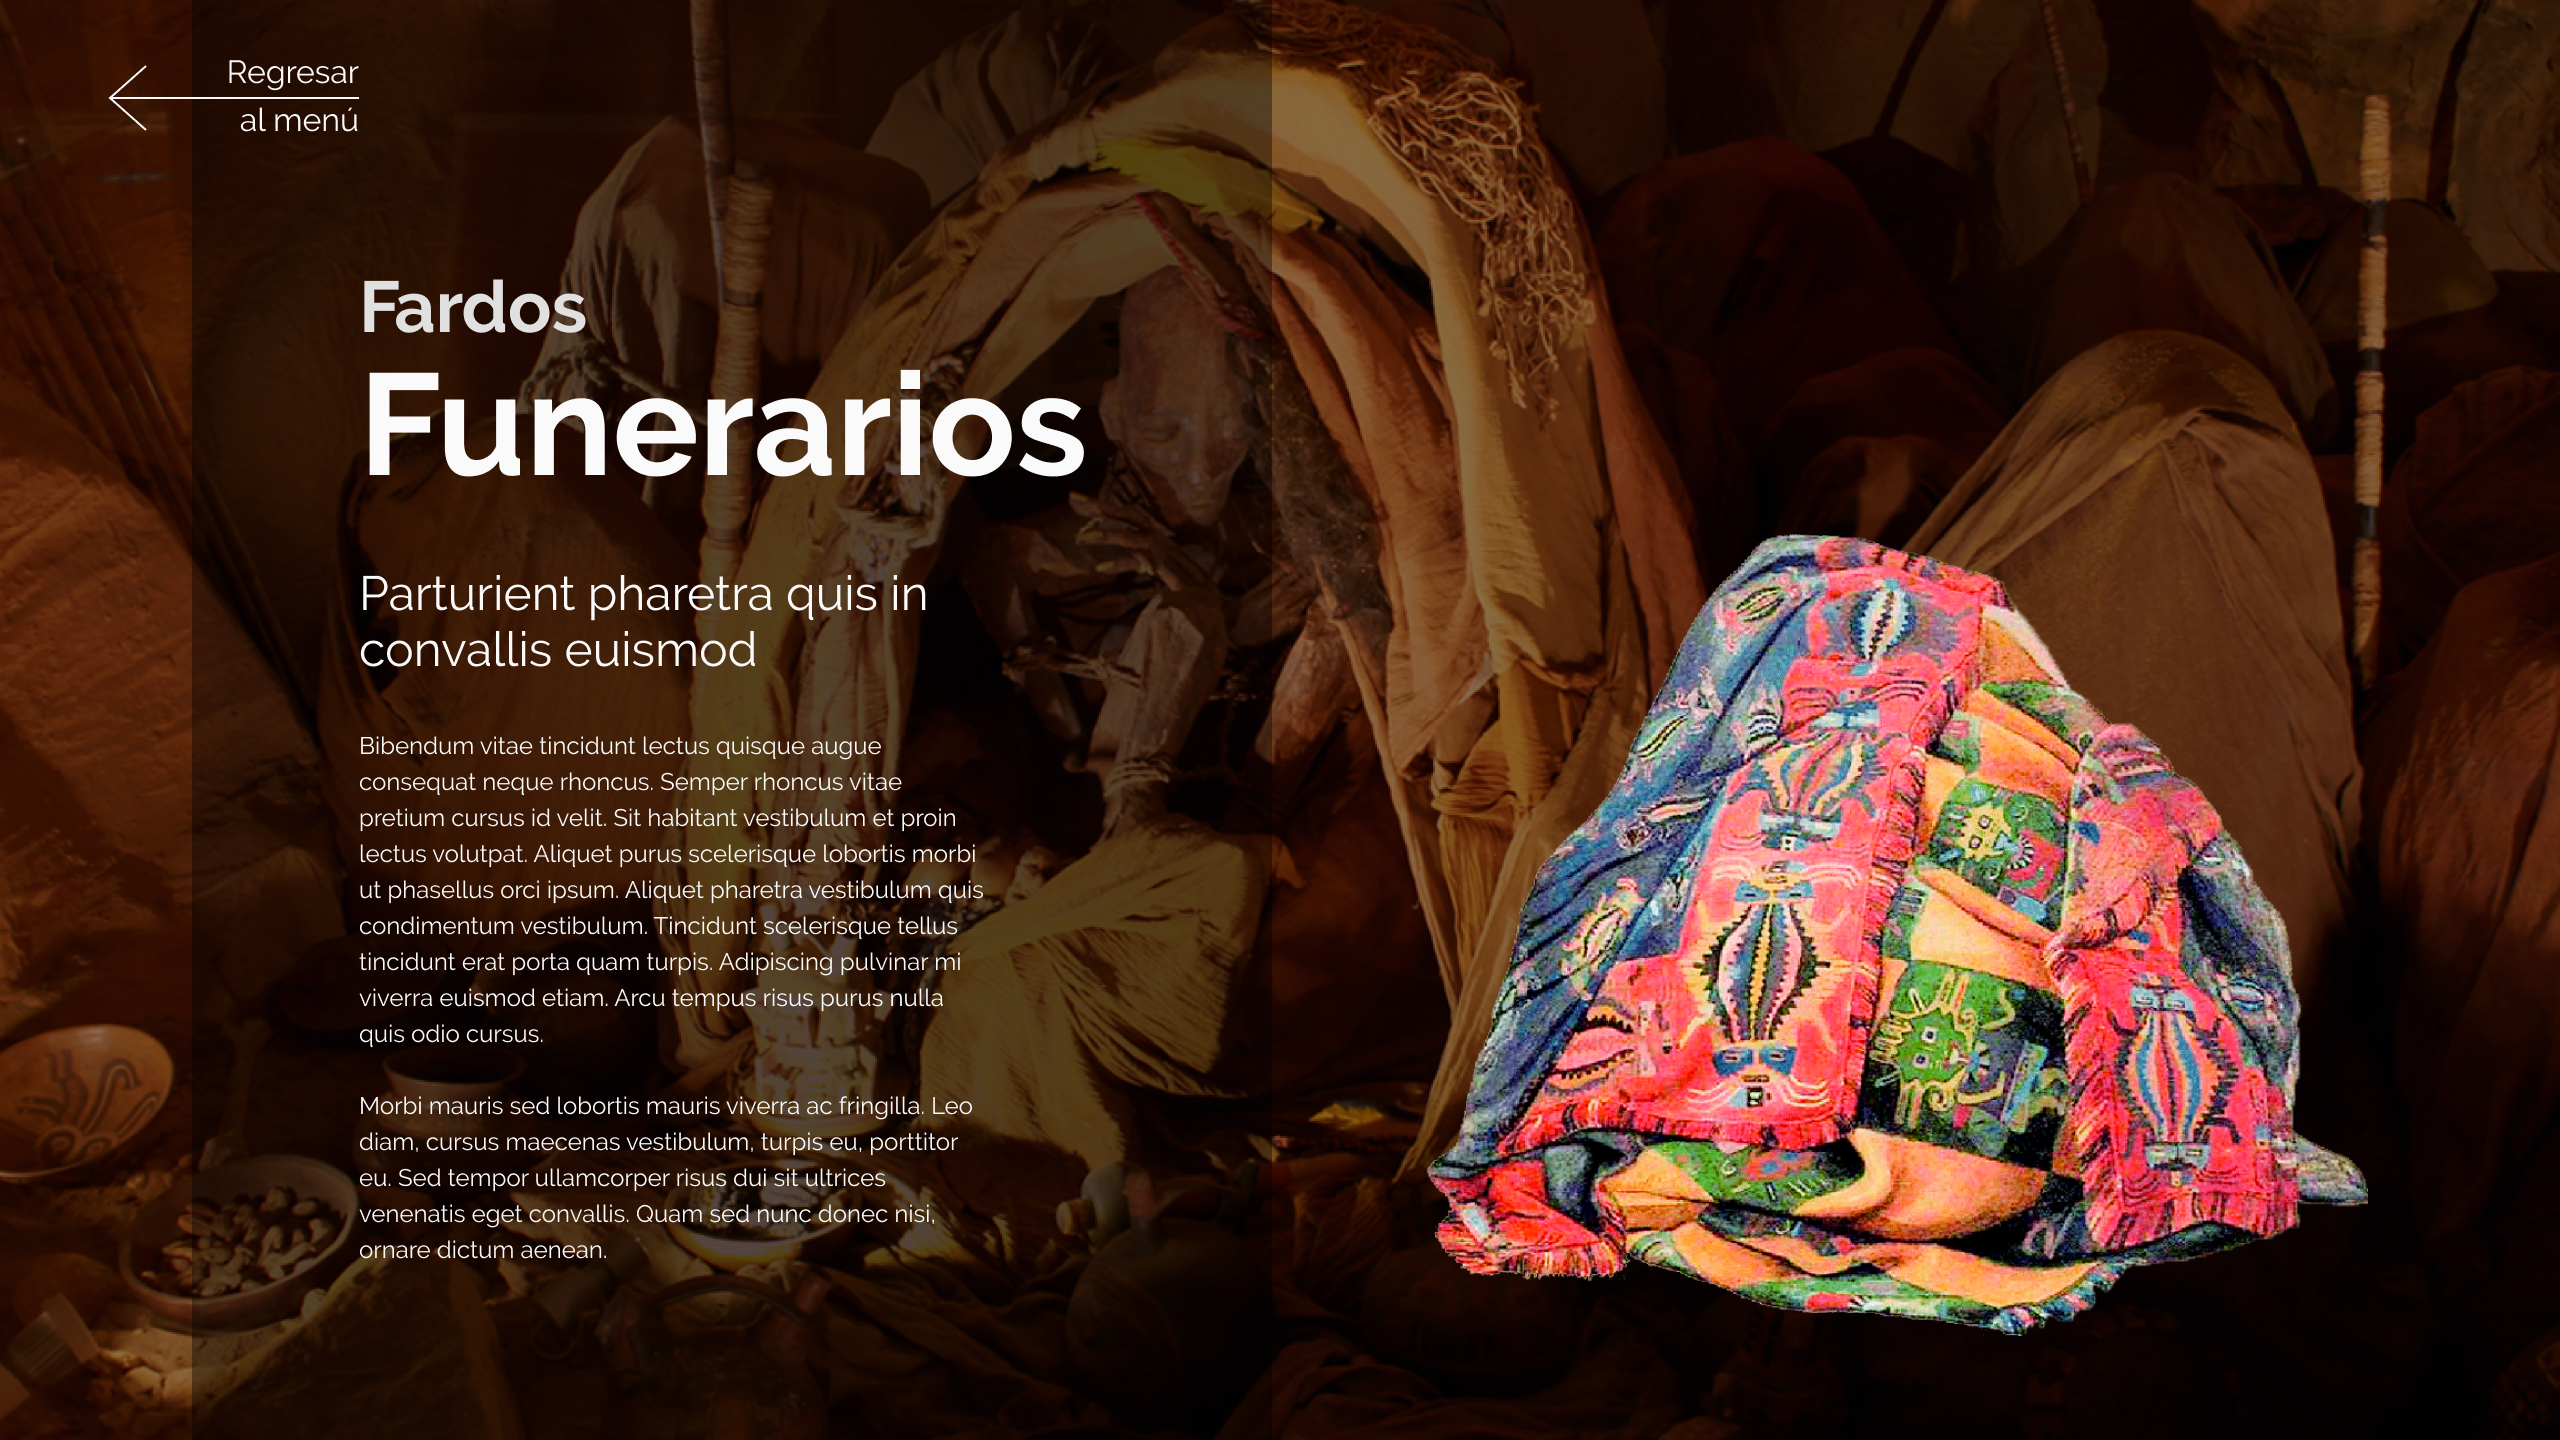 Regresar
al menú
Fardos
Funerarios
Parturient pharetra quis in
convallis euismod
Bibendum vitae tincidunt lectus quisque augue
consequat neque rhoncus. Semper rhoncus vitae
pretium cursus id velit. Sit habitant vestibulum et proin
lectus volutpat. Aliquet purus scelerisque lobortis morbi
ut phasellus orci ipsum. Aliquet pharetra vestibulum quis
condimentum vestibulum. Tincidunt scelerisque tellus
tincidunt erat porta quam turpis. Adipiscing pulvinar mi
viverra euismod etiam. Arcu tempus risus purus nulla
quis odio cursus.
Morbi mauris sed lobortis mauris viverra ac fringilla. Leo
diam, cursus maecenas vestibulum, turpis eu, porttitor
eu. Sed tempor ullamcorper risus dui sit ultrices
venenatis eget convallis. Quam sed nunc donec nisi,
ornare dictum aenean.